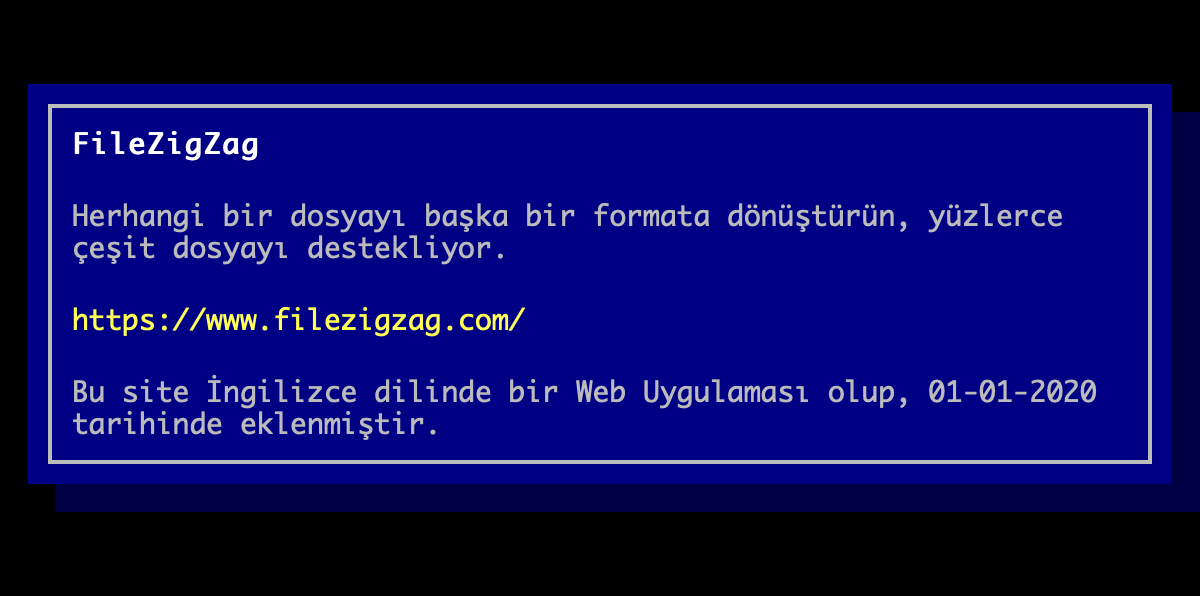 FileZigZag
Herhangi bir dosyayı başka bir formata dönüştürün, yüzlerce
çeşit dosyayı destekliyor.
https://www.filezigzag.com/
Bu site İngilizce dilinde bir Web Uygulaması olup, 01-01-2020
tarihinde eklenmiştir.